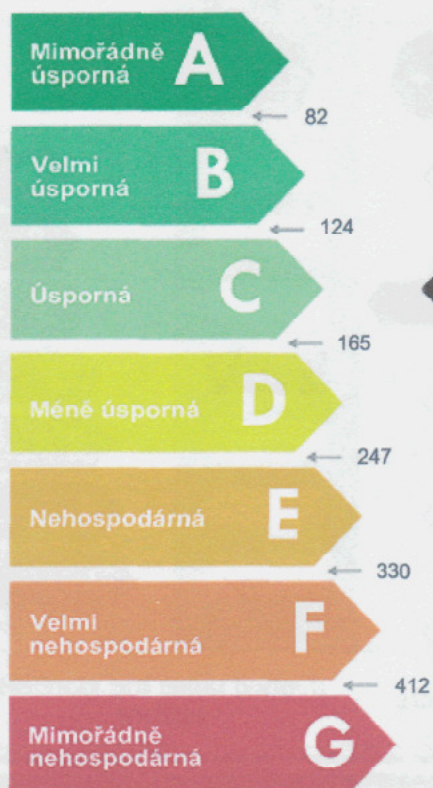 Mimořádně
úsporná
A
82
Velmi
úsporná
B
124
Úsporná
C
165
Méně úsporná
D
247
Nehospodárná
E
330
Velmi
nehospodárná
F
412
Mimořádně
nehospodárná
G